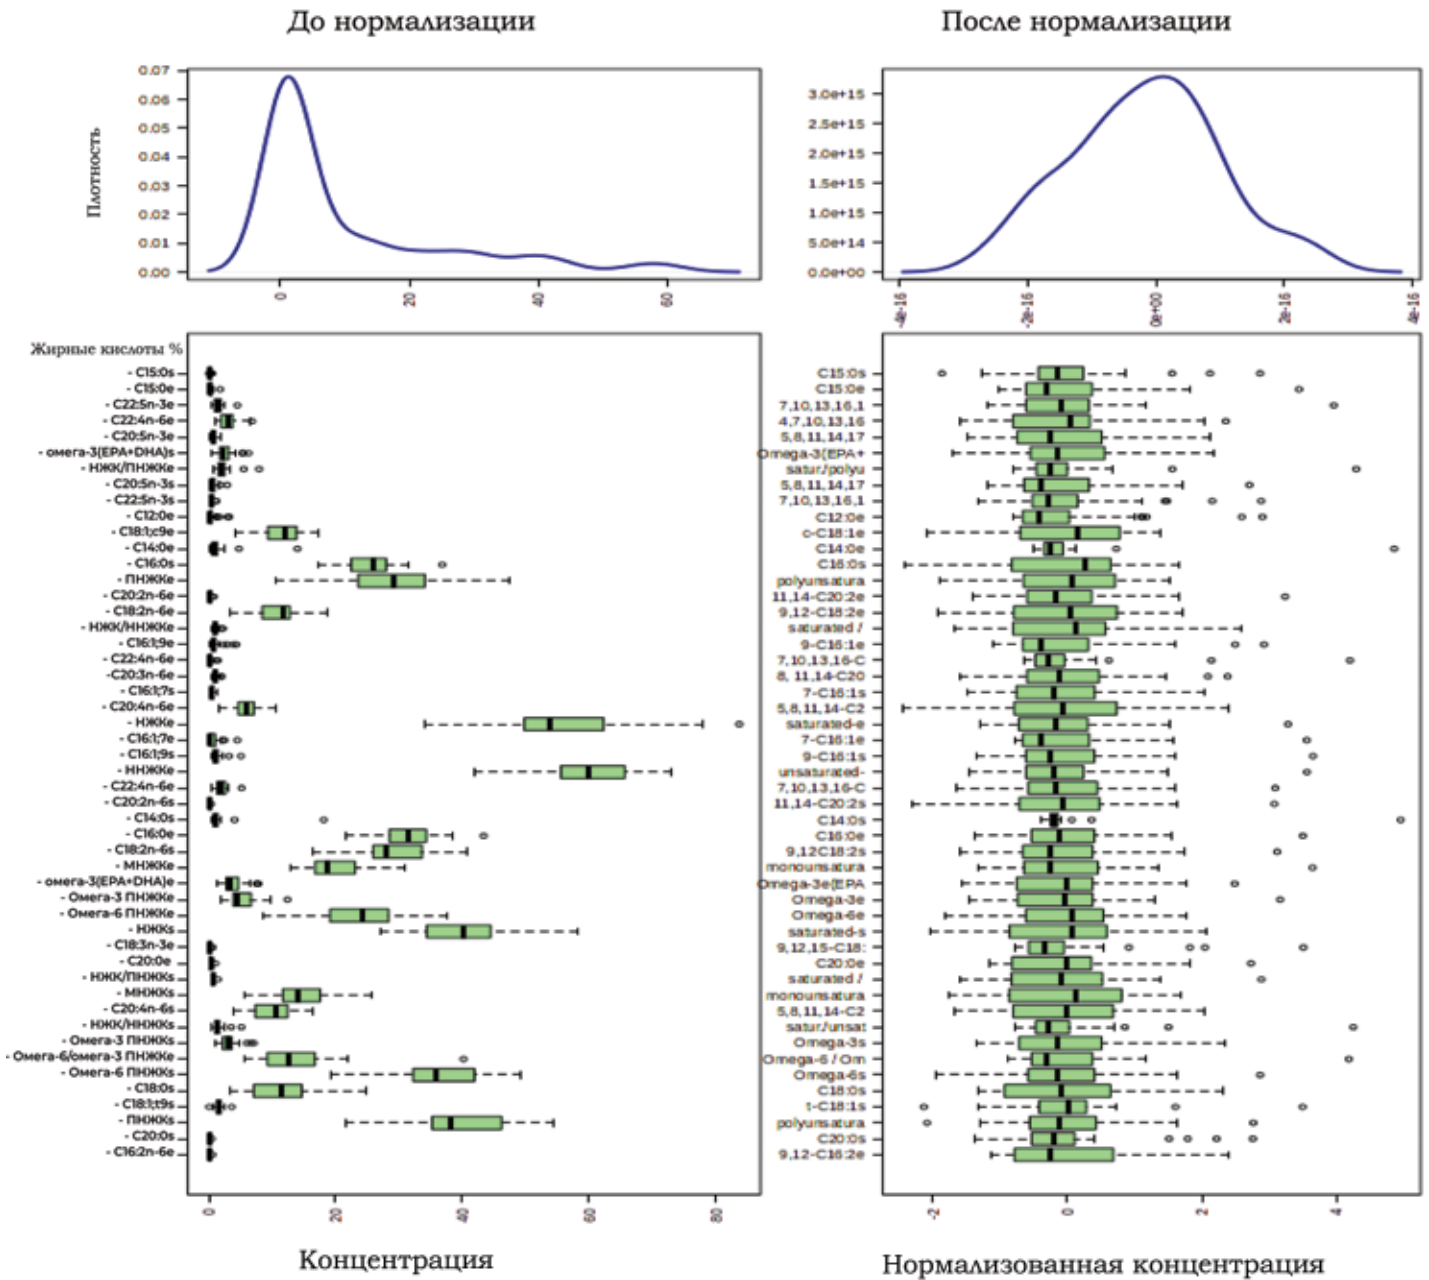 До нормализации
После нормализации
0.07
0.06
0.05
0.04
0.03
0.02
0.01
0.00
Плотность
0
20
40
60
3.0e+15
2.5e+15
2.0e+15
1.5e+15
1.0e+15
5.0e+14
0.0e+00
-4e-16
-2e-16
0e+00
2e-16
4e-16
Жирные кислоты %
- C15:0s
- C15:0e
- C22:5n-3e
- C22:4n-6e
- C20:5n-3e
- омега-3(EPA+DHA)s
- НЖК/ПНЖКе
- C20:5n-3s
- C22:5n-3s
- C12:0e
- C18:1;c9e
- C14:0e
- C16:0s
- ПНЖКе
- C20:2n-6e
- C18:2n-6e
- НЖК/ННЖКе
- C16:1;9e
- C22:4n-6e
-C20:3n-6e
- C16:1;7s
- C20:4n-6e
- НЖКе
- C16:1;7e
- C16:1;9s
- ННЖКе
- C22:4n-6e
- C20:2n-6s
- C14:0s
- C16:0e
- C18:2n-6s
- МНЖКе
- омега-3(EPA+DHA)e
- Омега-3 ПНЖКе
- Омега-6 ПНЖКе
- НЖКs
- C18:3n-3e
- C20:0e
- НЖК/ПНЖКs
- МНЖКs
- C20:4n-6s
- НЖК/ННЖКs
- Омега-3 ПНЖКs
- Омега-6/омега-3 ПНЖКе
- Омега-6 ПНЖКs
- C18:0s
- C18:1;t9s
- ПНЖКs
- C20:0s
- C16:2n-6e
0
20
40
60
80
Концентрация
C15:0s
C15:0e
7,10,13,16,1
4,7,10,13,16
5,8,11,14,17
Omega-3(EPA+
satur./polyu
5,8,11,14,17
7,10,13,16,1
C12:0e
c-C18:1e
C14:0e
C16:0s
polyunsatura
11,14-C20:2e
9,12-C18:2e
saturated /
9-C16:1e
7,10,13,16-C
8, 11,14-C20
7-C16:1s
5,8,11,14-C2
saturated-e
7-C16:1e
9-C16:1s
unsaturated-
7,10,13,16-C
11,14-C20:2s
C14:0s
C16:0e
9,12C18:2s
monounsatura
Omega-3e(EPA
Omega-3e
Omega-6e
saturated-s
9,12,15-C18:
C20:0e
saturated /
monounsatura
5,8,11,14-C2
satur./unsat
Omega-3s
Omega-6 / Om
Omega-6s
C18:0s
t-C18:1s
polyunsatura
C20:0s
9,12-C16:2e
-2
0
2
4
Нормализованная концентрация